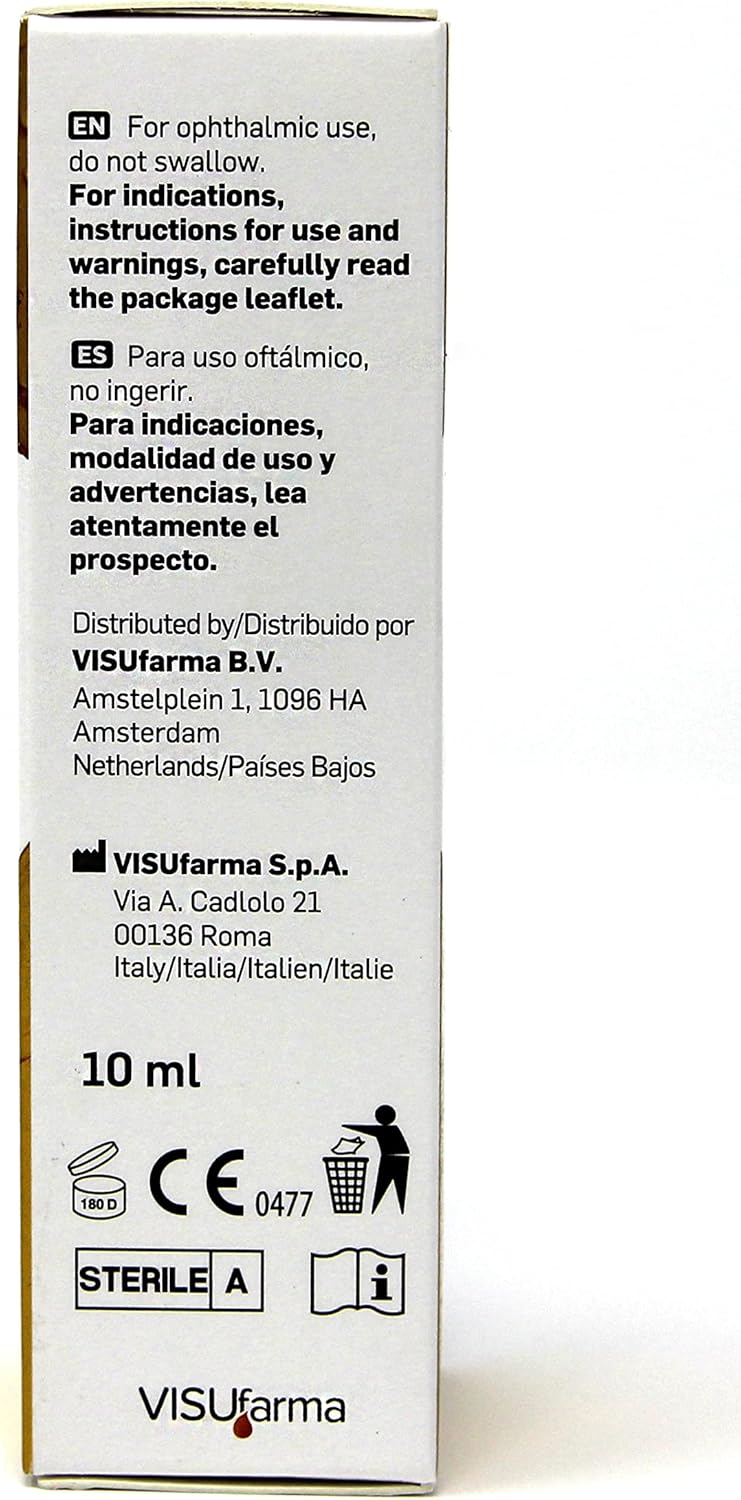 EN For ophthalmic use,
do not swallow.
For indications,
instructions for use and
warnings, carefully read
the package leaflet.
ES Para uso oftálmico,
no ingerir.
Para indicaciones,
modalidad de uso y
advertencias, lea
atentamente el
prospecto.
Distributed by/Distribuido por
VISUfarma B.V.
Amstelplein 1, 1096 HA
Amsterdam
Netherlands/Países Bajos
VISUfarma S.p.A.
Via A. Cadlolo 21
00136 Roma
Italy/Italia/Italien/Italie
10 ml
180 D CE 0477
STERILE A i
VISUfarma